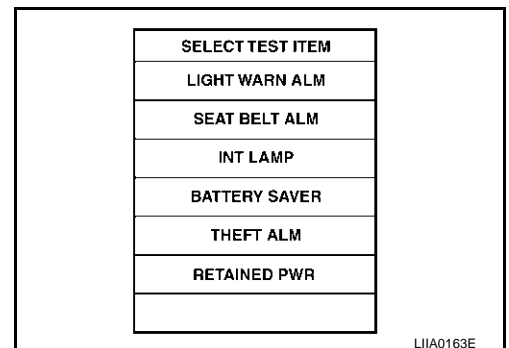 SELECT TEST ITEM
LIGHT WARN ALM
SEAT BELT ALM
INT LAMP
BATTERY SAVER
THEFT ALM
RETAINED PWR
LIIA0163E